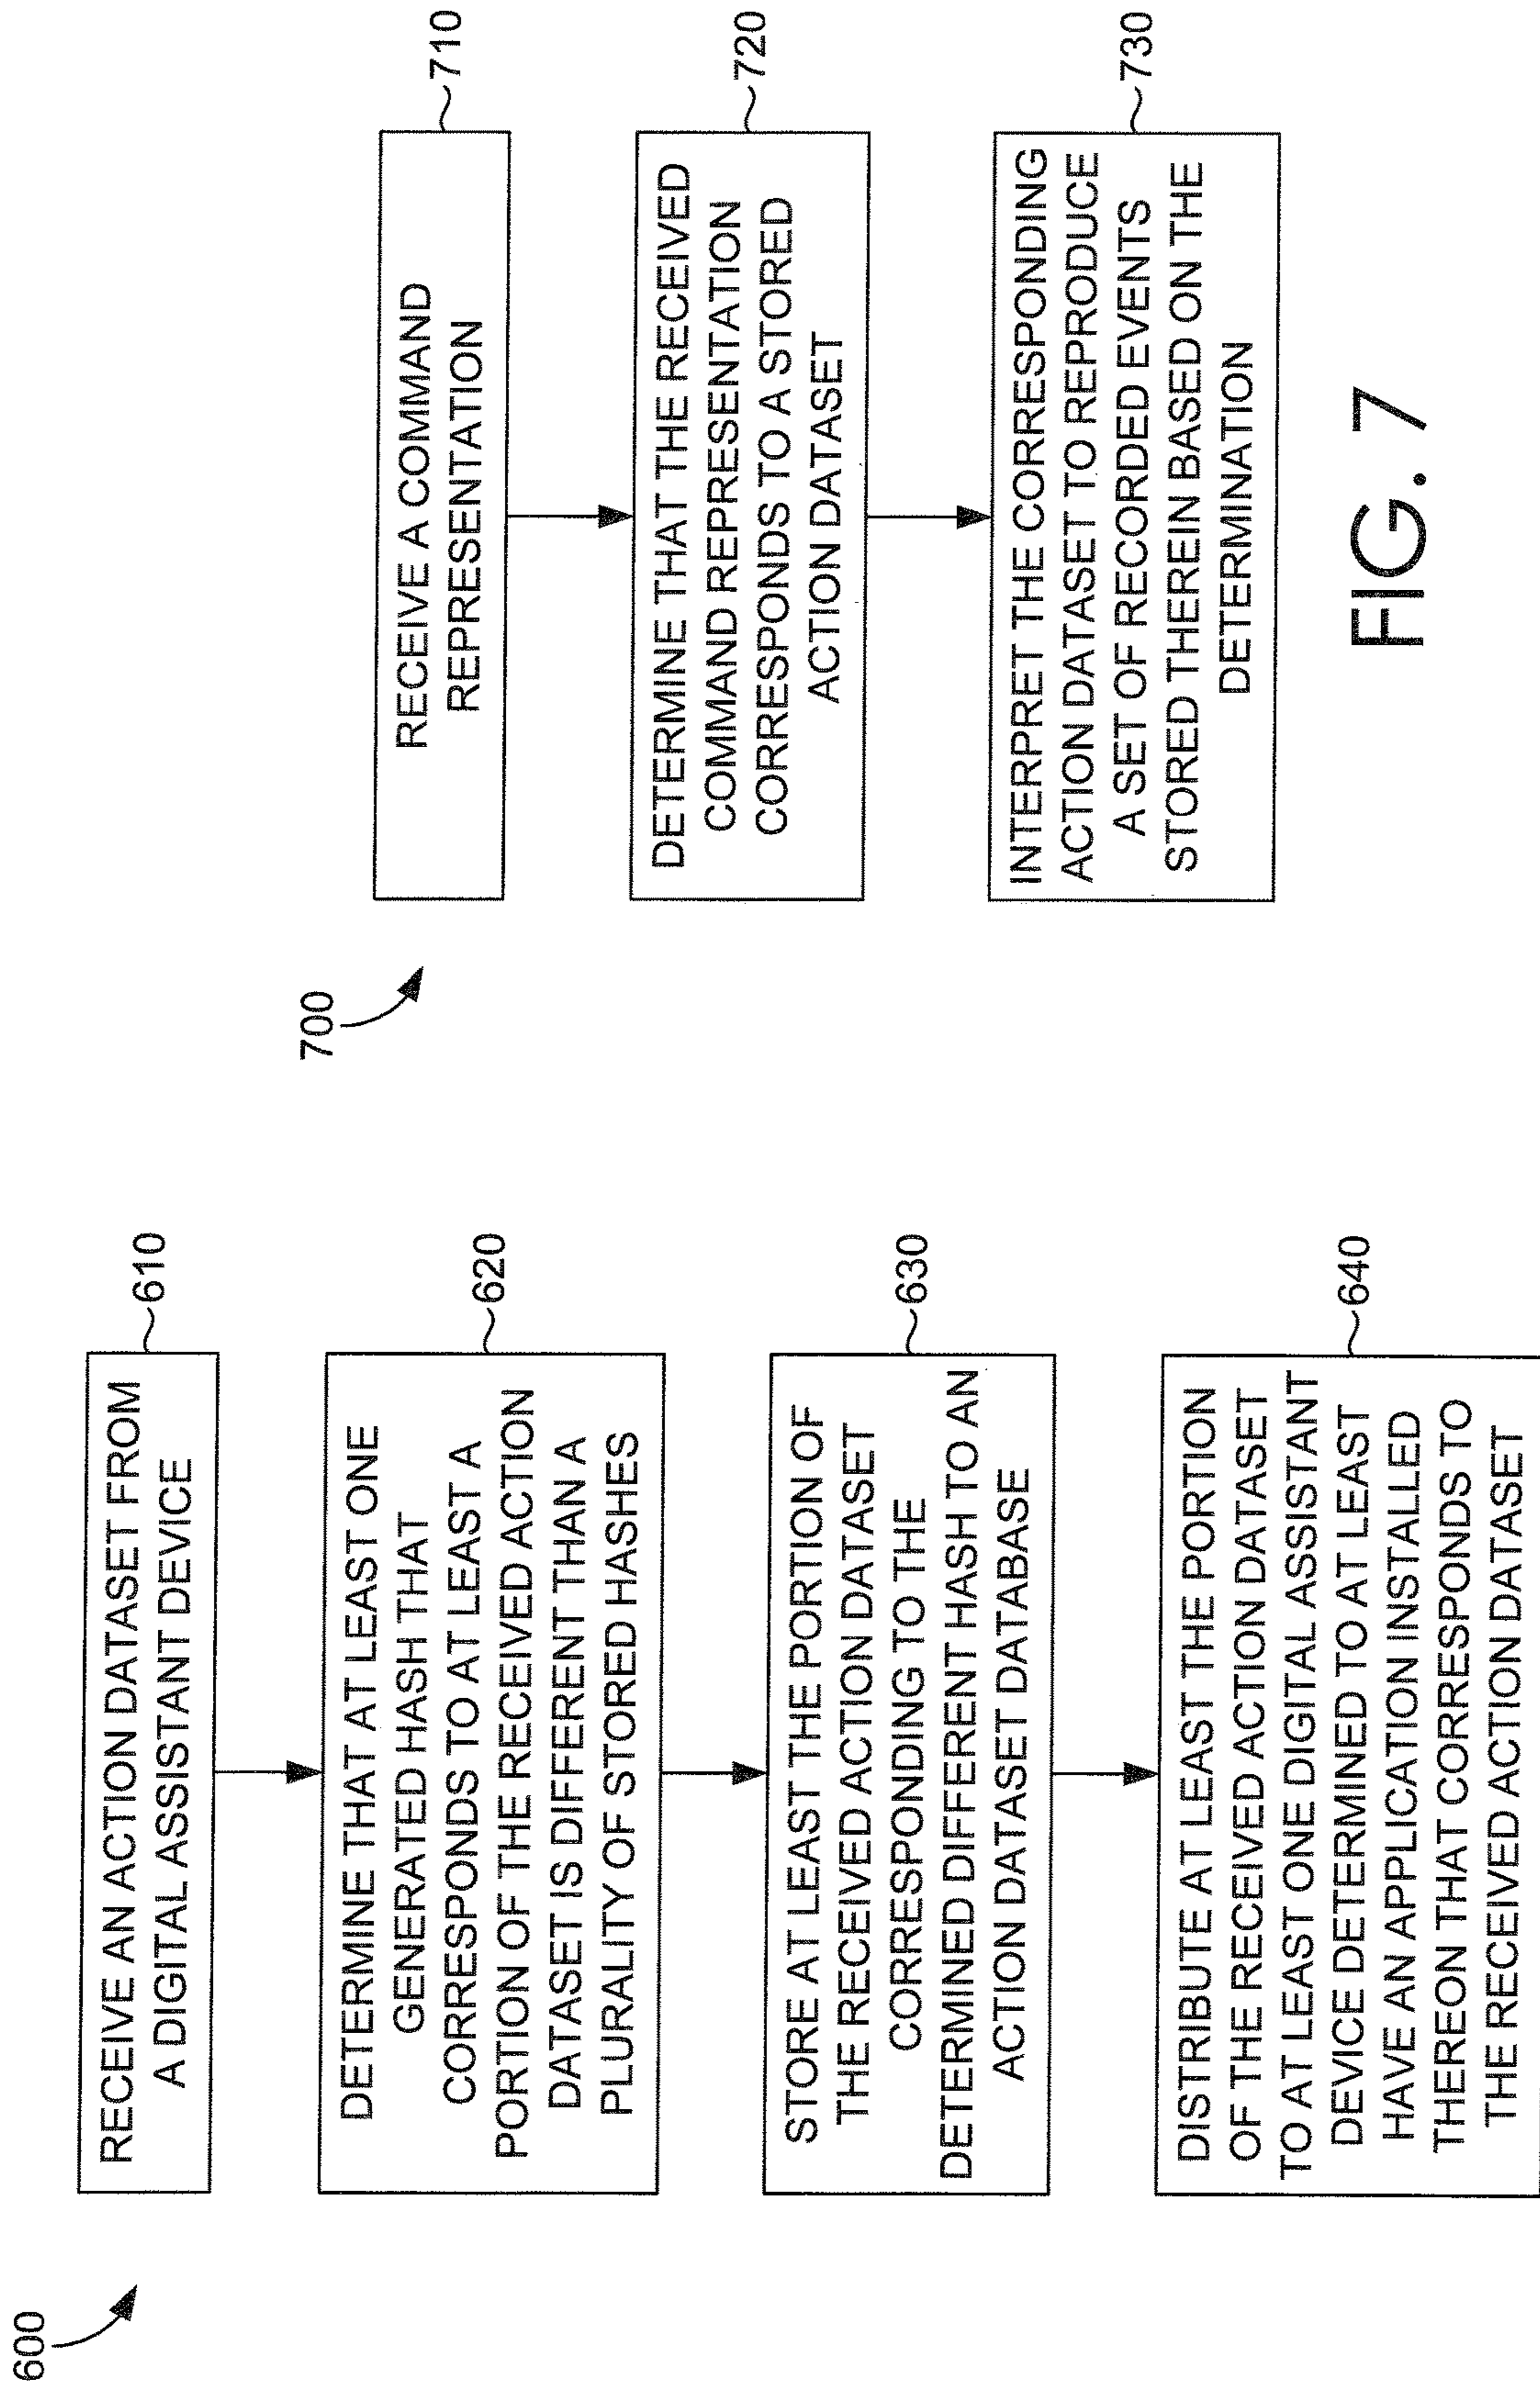 600
RECEIVE AN ACTION DATASET FROM
A DIGITAL ASSISTANT DEVICE
610
DETERMINE THAT AT LEAST ONE
GENERATED HASH THAT
CORRESPONDS TO AT LEAST A
PORTION OF THE RECEIVED ACTION
DATASET IS DIFFERENT THAN A
PLURALITY OF STORED HASHES
620
STORE AT LEAST THE PORTION OF
THE RECEIVED ACTION DATASET
CORRESPONDING TO THE
DETERMINED DIFFERENT HASH TO AN
ACTION DATASET DATABASE
630
DISTRIBUTE AT LEAST THE PORTION
OF THE RECEIVED ACTION DATASET
TO AT LEAST ONE DIGITAL ASSISTANT
DEVICE DETERMINED TO AT LEAST
HAVE AN APPLICATION INSTALLED
THEREON THAT CORRESPONDS TO
THE RECEIVED ACTION DATASET
640
700
RECEIVE A COMMAND
REPRESENTATION
710
DETERMINE THAT THE RECEIVED
COMMAND REPRESENTATION
CORRESPONDS TO A STORED
ACTION DATASET
720
INTERPRET THE CORRESPONDING
ACTION DATASET TO REPRODUCE
A SET OF RECORDED EVENTS
STORED THEREIN BASED ON THE
DETERMINATION
730
FIG. 7